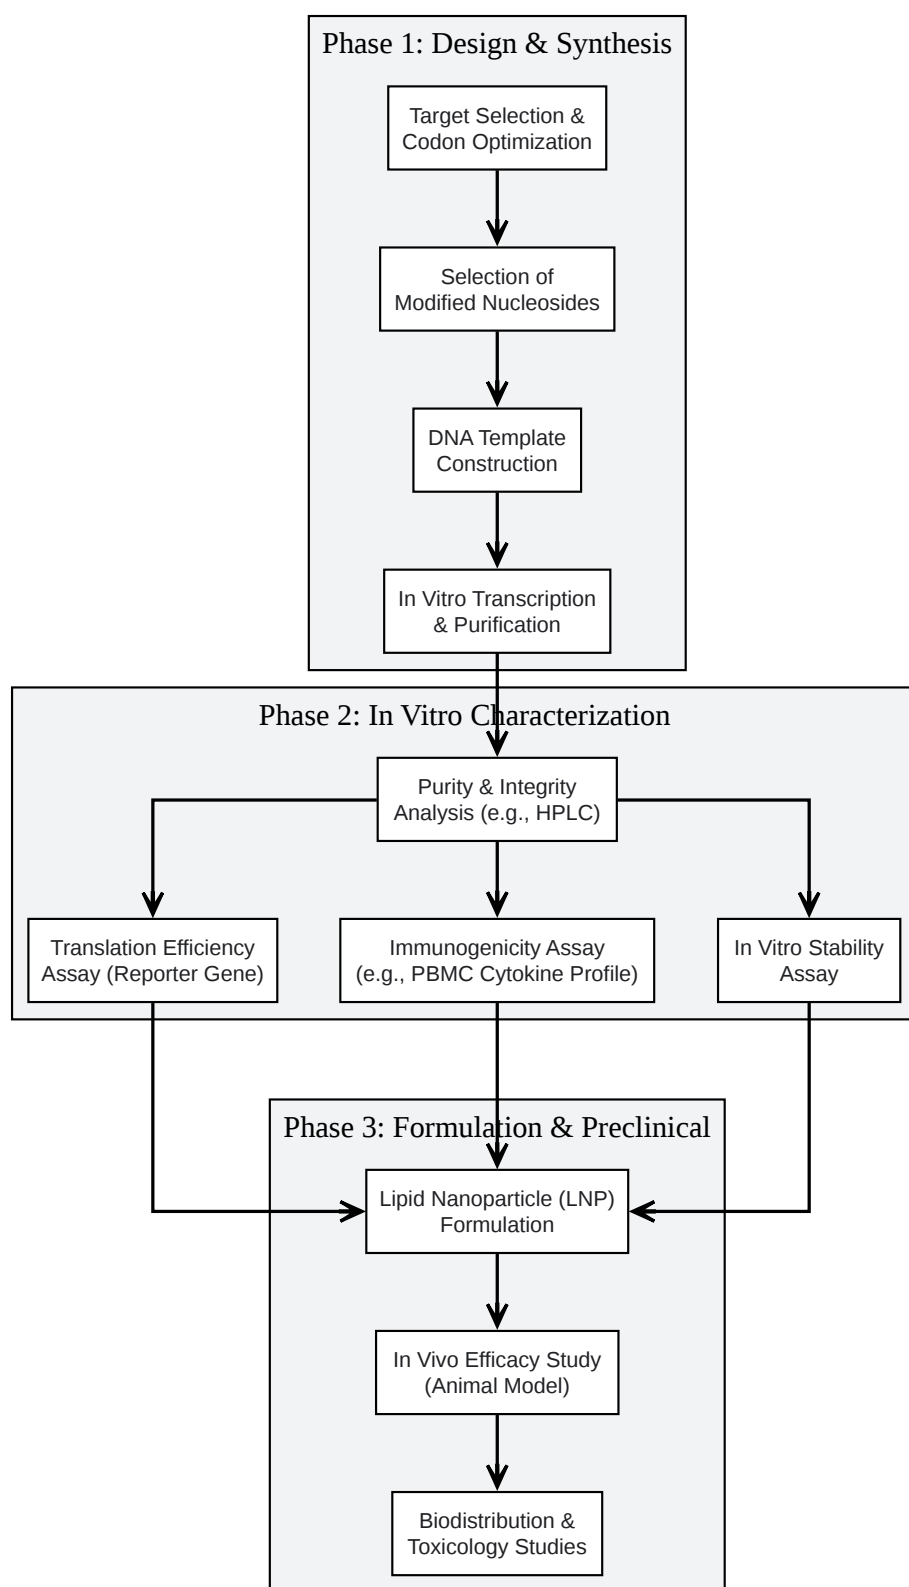 Phase 1: Design & Synthesis
Target Selection &
Codon Optimization
Selection of
Modified Nucleosides
DNA Template
Construction
In Vitro Transcription
& Purification
Phase 2: In Vitro Characterization
Purity & Integrity
Analysis (e.g., HPLC)
Translation Efficiency
Assay (Reporter Gene)
Immunogenicity Assay
(e.g., PBMC Cytokine Profile)
In Vitro Stability
Assay
Phase 3: Formulation & Preclinical
Lipid Nanoparticle (LNP)
Formulation
In Vivo Efficacy Study
(Animal Model)
Biodistribution &
Toxicology Studies